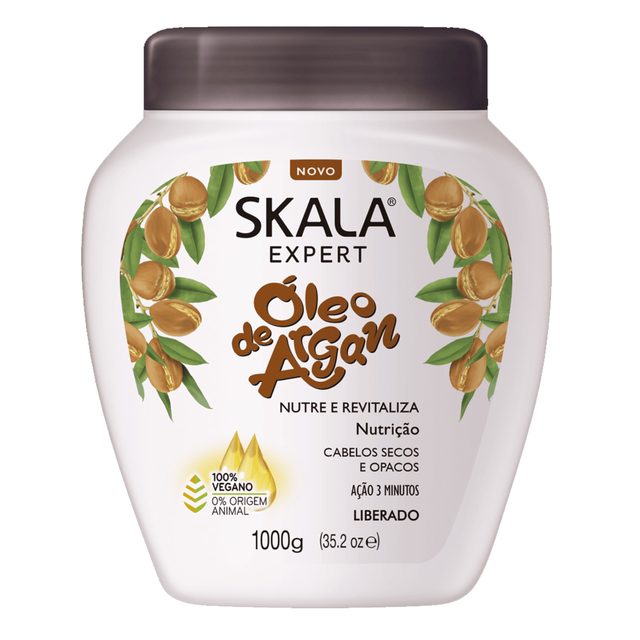 NOVO
SKALA®
EXPERT
Óleo
de Argan
NUTRE E REVITALIZA
Nutrição
CABELOS SECOS
E OPACOS
AÇÃO 3 MINUTOS
LIBERADO
100%
VEGANO
0% ORIGEM
ANIMAL
1000g (35.2 oz℮)